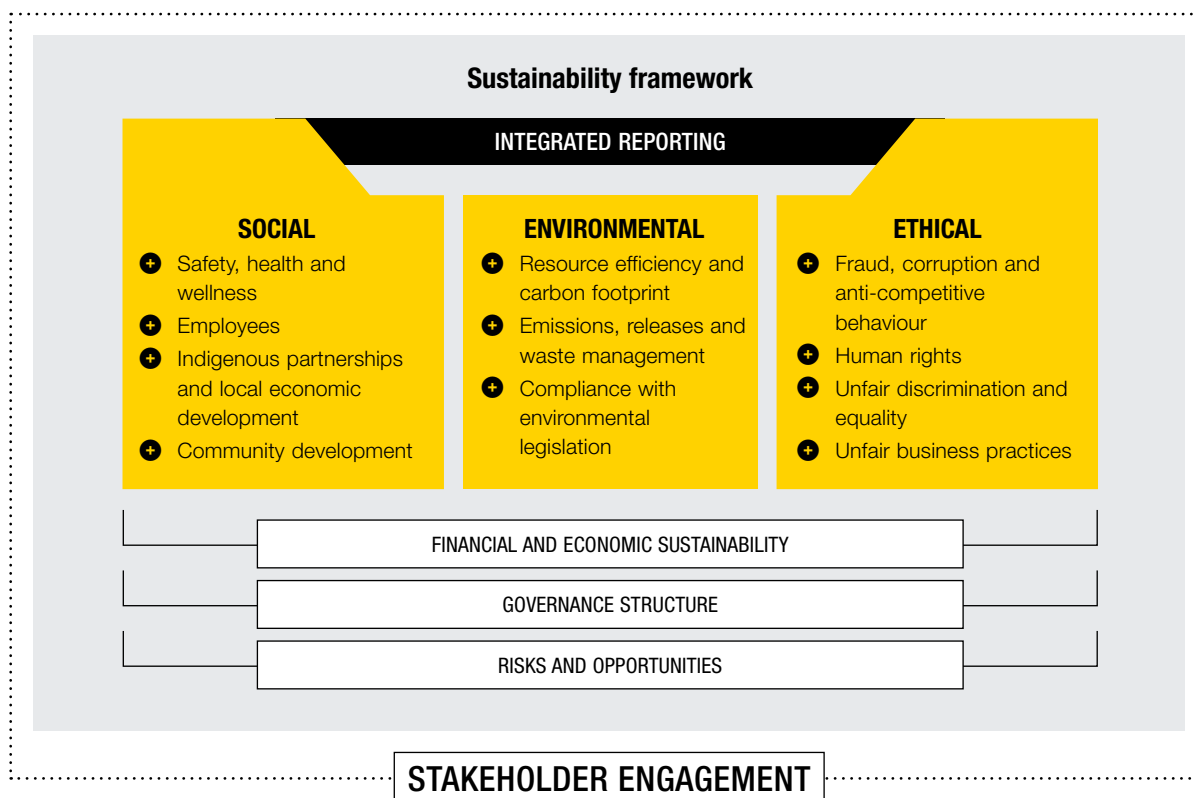 Sustainability framework
INTEGRATED REPORTING
SOCIAL
Safety, health and
wellness
Employees
Indigenous partnerships
and local economic
development
Community development
ENVIRONMENTAL
Resource efficiency and
carbon footprint
Emissions, releases and
waste management
Compliance with
environmental
legislation
ETHICAL
Fraud, corruption and
anti-competitive
behaviour
Human rights
Unfair discrimination and
equality
Unfair business practices
FINANCIAL AND ECONOMIC SUSTAINABILITY
GOVERNANCE STRUCTURE
RISKS AND OPPORTUNITIES
STAKEHOLDER ENGAGEMENT